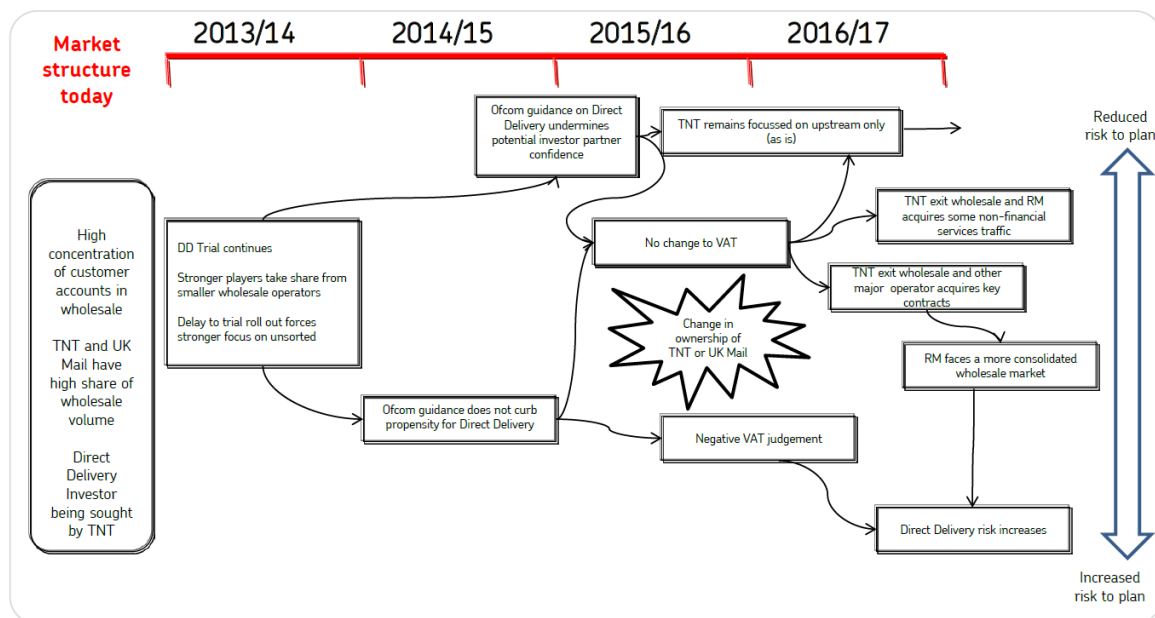 Market
structure
today
2013/14
2014/15
2015/16
2016/17
High
concentration
of customer
accounts in
wholesale
TNT and UK
Mail have
high share of
wholesale
volume
Direct
Delivery
Investor
being sought
by TNT
DD Trial continues
Stronger players take share from
smaller wholesale operators
Delay to trial roll out forces
stronger focus on unsorted
Ofcom guidance on Direct
Delivery undermines
potential investor partner
confidence
Ofcom guidance does not curb
propensity for Direct Delivery
TNT remains focussed on upstream only
(as is)
No change to VAT
Change in
ownership of
TNT or UK Mail
Negative VAT judgement
TNT exit wholesale and RM
acquires some non-financial
services traffic
TNT exit wholesale and other
major operator acquires key
contracts
RM faces a more consolidated
wholesale market
Direct Delivery risk increases
Reduced
risk to plan
Increased
risk to plan